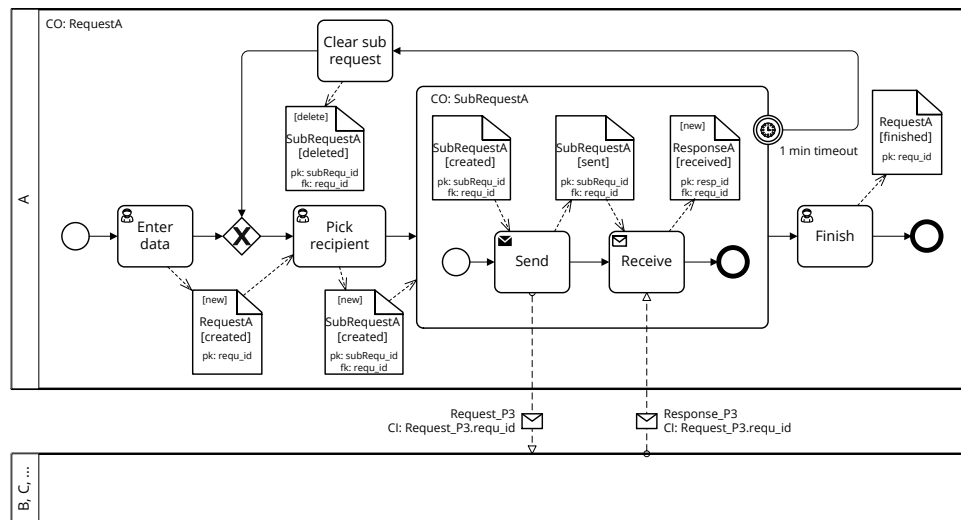 CO: RequestA
Clear sub
request
[delete]
SubRequestA
[deleted]
pk: subRequ_id
fk: requ_id
CO: SubRequestA
SubRequestA
[created]
pk: subRequ_id
fk: requ_id
SubRequestA
[sent]
pk: subRequ_id
fk: requ_id
[new]
ResponseA
[received]
pk: resp_id
fk: requ_id
1 min timeout
RequestA
[finished]
pk: requ_id
A
Enter
data
X
Pick
recipient
Send
Receive
Finish
[new]
RequestA
[created]
pk: requ_id
[new]
SubRequestA
[created]
pk: subRequ_id
fk: requ_id
Request_P3
CI: Request_P3.requ_id
Response_P3
CI: Request_P3.requ_id
B, C, ...